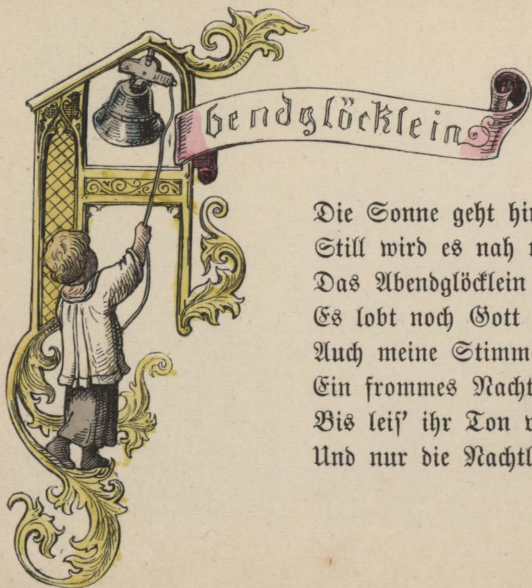 Abendglöcklein
Die Sonne geht
Still wird es nah
Das Abendglöcklein
Es lobt noch Gott
Auch meine
Ein frommes
Bis leis' ihr Ton
Und nur die